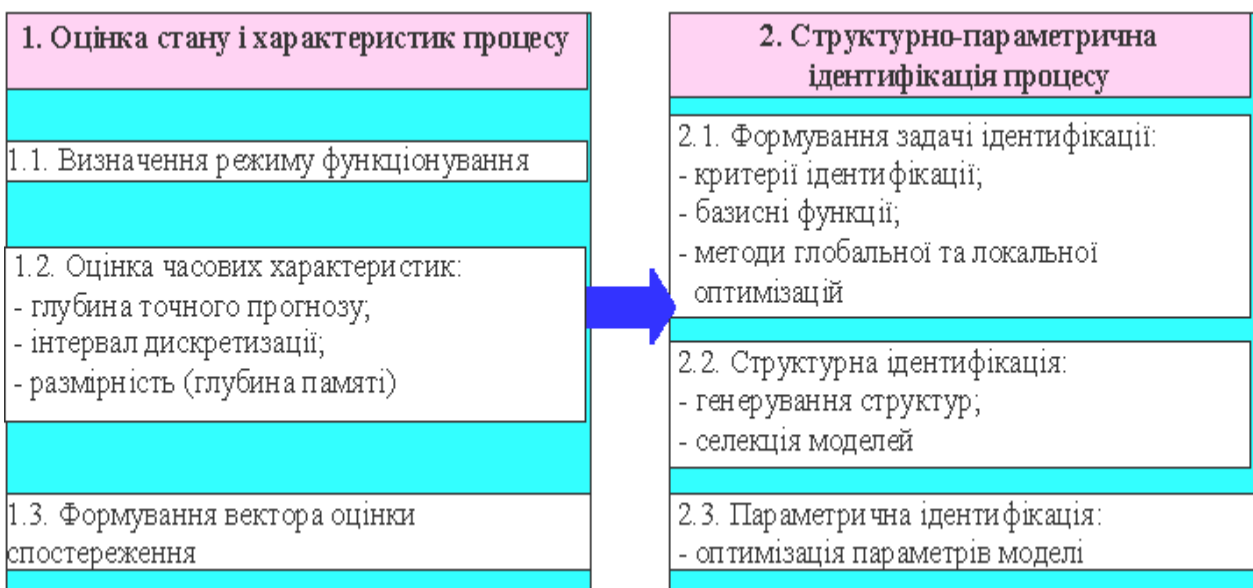 1. Оцінка стану і характеристик процесу
1.1. Визначення режиму функціонування
1.2. Оцінка часових характеристик:
- глубина точного прогнозу;
- інтервал дискретизації;
- размірність (глубина памяті)
1.3. Формування вектора оцінки
спостереження
2. Структурно-параметрична
ідентифікація процесу
2.1. Формування задачі ідентифікації:
- критерії ідентифікації;
- базисні функції;
- методи глобальної та локальної
оптимізацій
2.2. Структурна ідентифікація:
- генерування структур;
- селекція моделей
2.3. Параметрична ідентифікація:
- оптимізація параметрів моделі